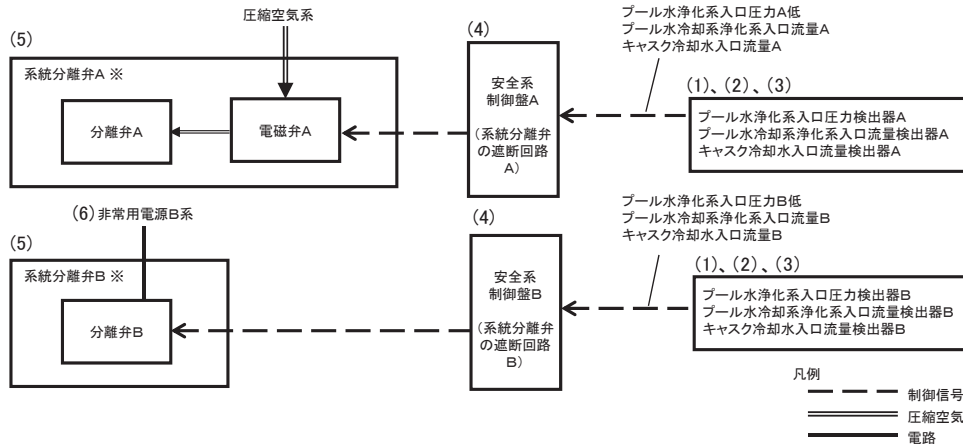 圧縮空気系
(5)
系統分離弁A ※
分離弁A
電磁弁A
(4)
安全系
制御盤A
(系統分離弁
の遮断回路
A)
プール水浄化系入口圧力A低
プール水冷却系浄化系入口流量A
キャスク冷却水入口流量A
(1)、(2)、(3)
プール水浄化系入口圧力検出器A
プール水冷却系浄化系入口流量検出器A
キャスク冷却水入口流量検出器A
(6)非常用電源B系
(5)
系統分離弁B ※
分離弁B
(4)
安全系
制御盤B
(系統分離弁
の遮断回路
B)
プール水浄化系入口圧力B低
プール水冷却系浄化系入口流量B
キャスク冷却水入口流量B
(1)、(2)、(3)
プール水浄化系入口圧力検出器B
プール水冷却系浄化系入口流量検出器B
キャスク冷却水入口流量検出器B
凡例
制御信号
圧縮空気
電路